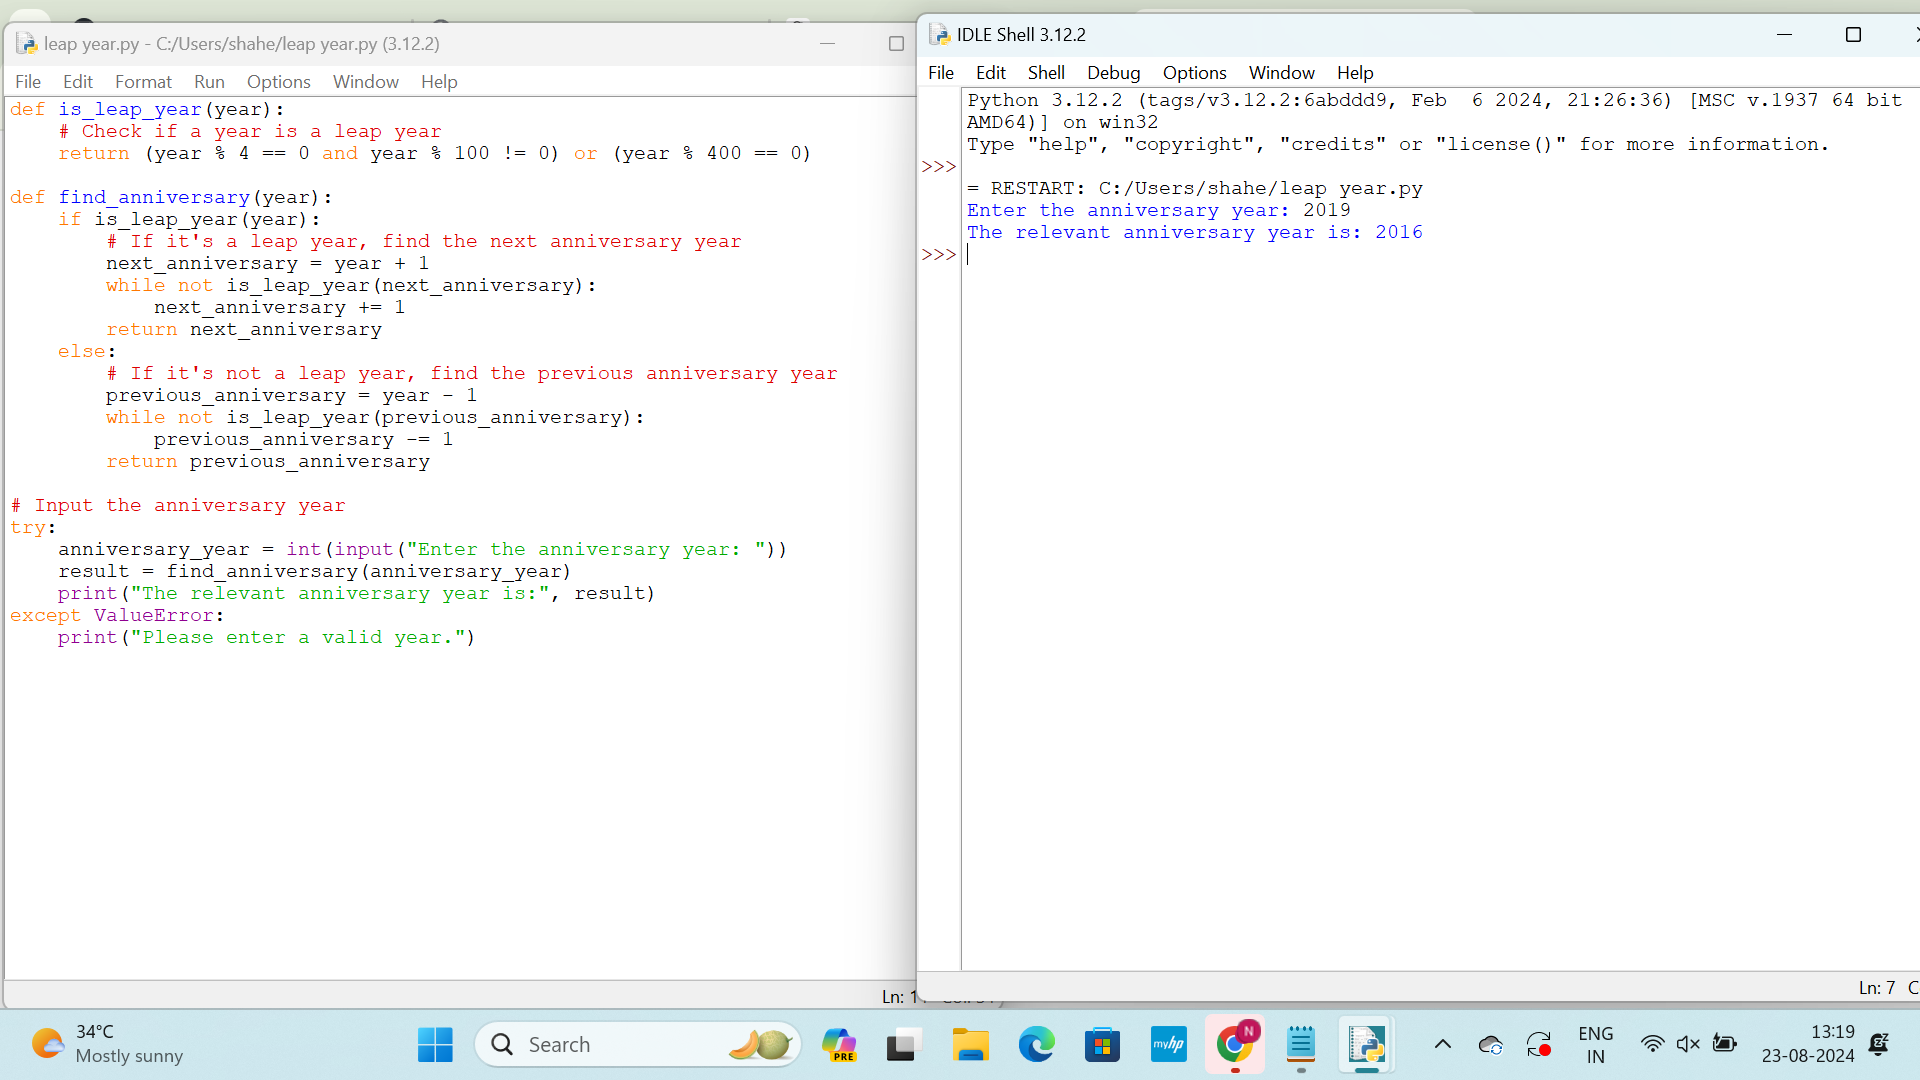 leap year.py - C:/Users/shahe/leap year.py (3.12.2)
File Edit Format Run Options Window Help
def is_leap_year(year):
    # Check if a year is a leap year
    return (year % 4 == 0 and year % 100 != 0) or (year % 400 == 0)

def find_anniversary(year):
    if is_leap_year(year):
        # If it's a leap year, find the next anniversary year
        next_anniversary = year + 1
        while not is_leap_year(next_anniversary):
            next_anniversary += 1
        return next_anniversary
    else:
        # If it's not a leap year, find the previous anniversary year
        previous_anniversary = year - 1
        while not is_leap_year(previous_anniversary):
            previous_anniversary -= 1
        return previous_anniversary

# Input the anniversary year
try:
    anniversary_year = int(input("Enter the anniversary year: "))
    result = find_anniversary(anniversary_year)
    print("The relevant anniversary year is:", result)
except ValueError:
    print("Please enter a valid year.")
Ln:
IDLE Shell 3.12.2
File Edit Shell Debug Options Window Help
Python 3.12.2 (tags/v3.12.2:6abddd9, Feb  6 2024, 21:26:36) [MSC v.1937 64 bit
AMD64)] on win32
Type "help", "copyright", "credits" or "license()" for more information.
>>>
= RESTART: C:/Users/shahe/leap year.py
Enter the anniversary year: 2019
The relevant anniversary year is: 2016
>>>
Ln: 7 C
34°C
Mostly sunny
Search
PRE
myhp
N
ENG
IN
13:19
23-08-2024